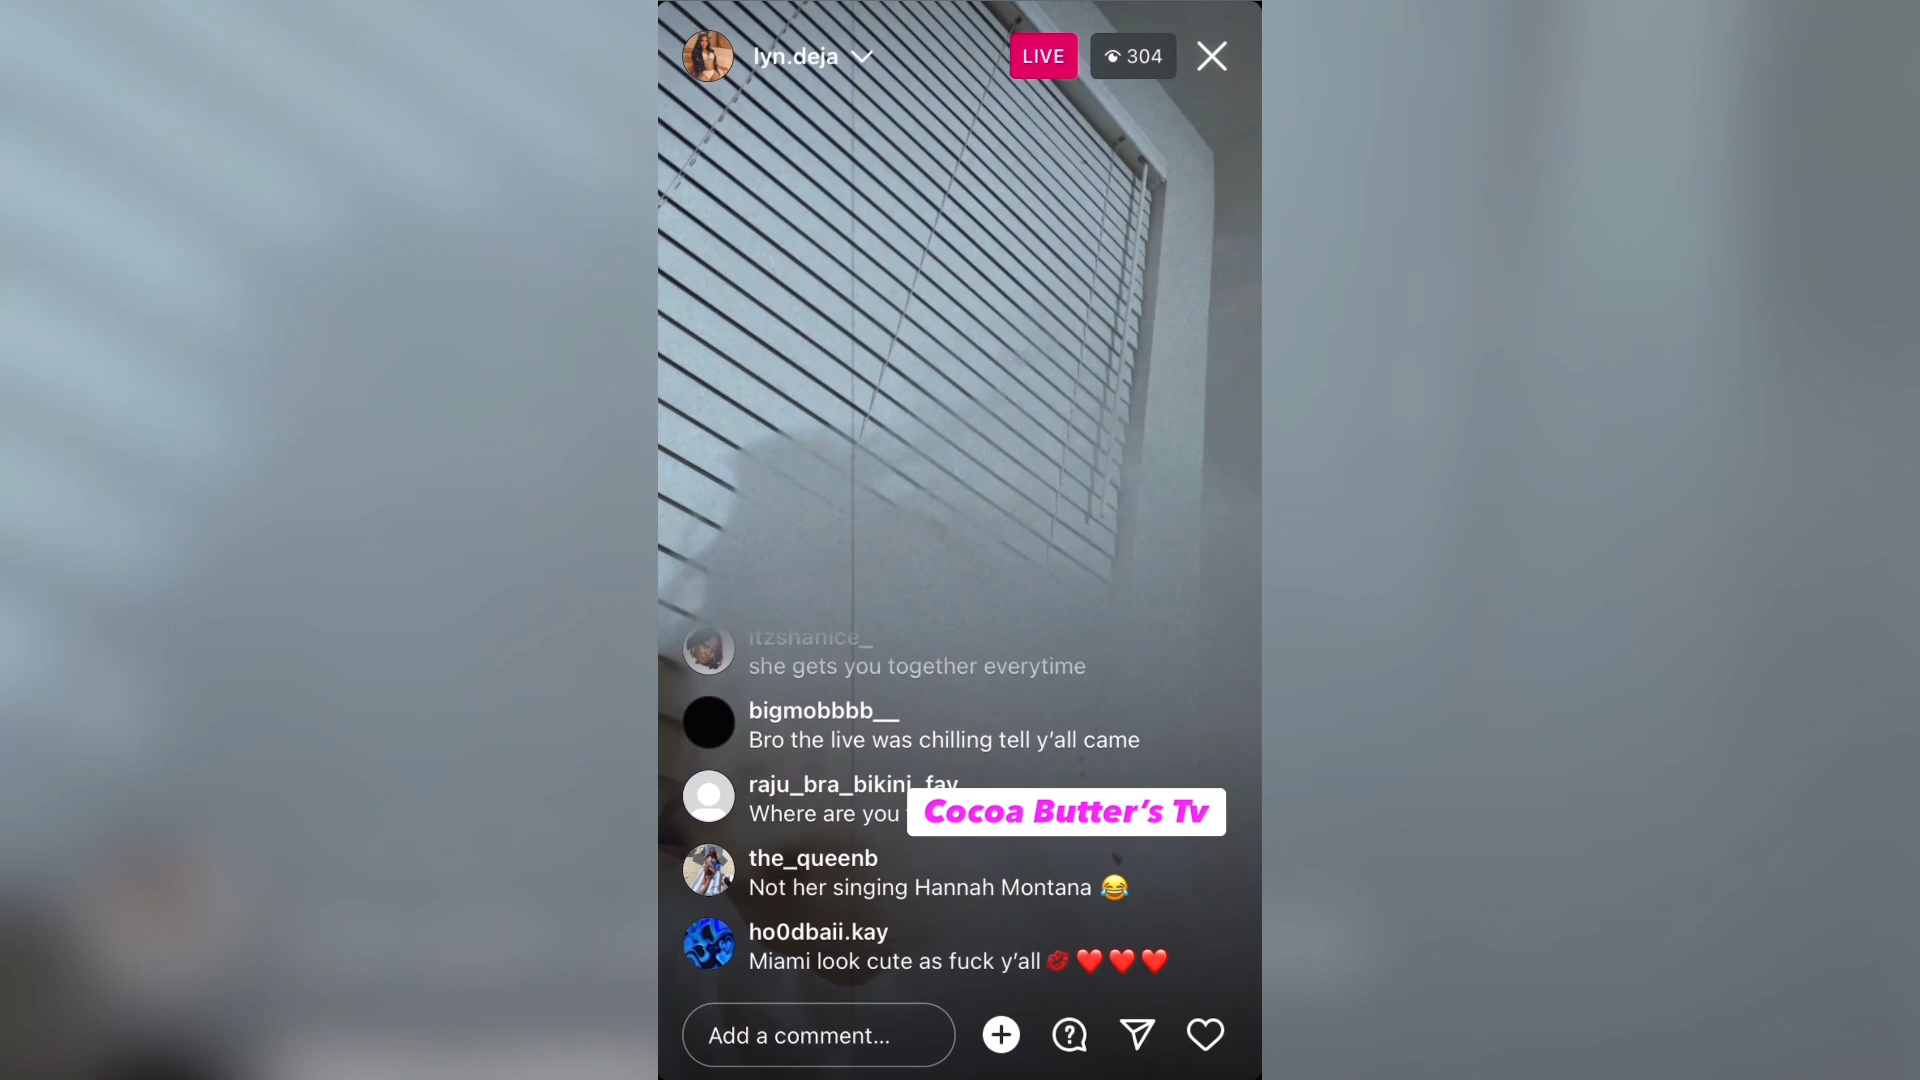 lyn.deja
LIVE
304
itzshanice_
she gets you together everytime
bigmobbbb__
Bro the live was chilling tell y’all came
raju_bra_bikini_fav
Where are you
Cocoa Butter’s Tv
the_queenb
Not her singing Hannah Montana 😂
ho0dbaii.kay
Miami look cute as fuck y’all 💋❤️❤️❤️
Add a comment...